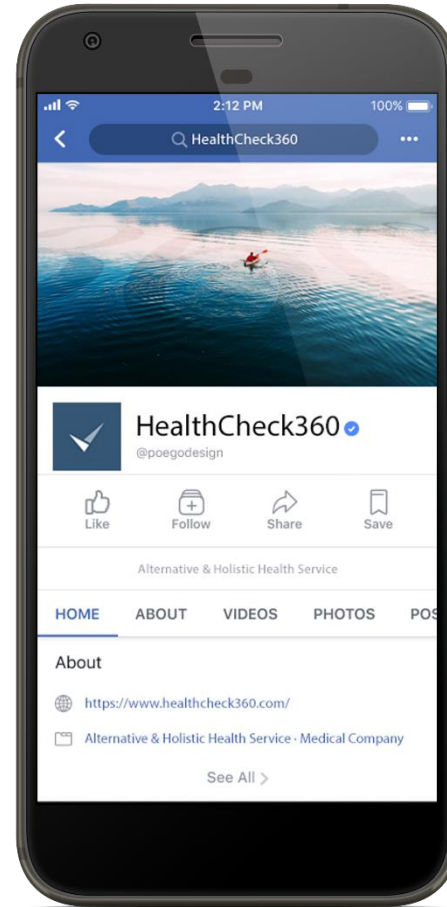 2:12 PM
100%
HealthCheck360
HealthCheck360
@poegodesign
Like Follow Share Save
Alternative & Holistic Health Service
HOME ABOUT VIDEOS PHOTOS POS
About
https://www.healthcheck360.com/
Alternative & Holistic Health Service · Medical Company
See All >